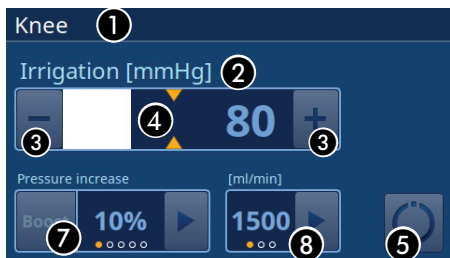 Knee 1
Irrigation [mmHg] 2
− 4 80 +
3 3
Pressure increase [ml/min]
Boost 10% 1500
7 8 5